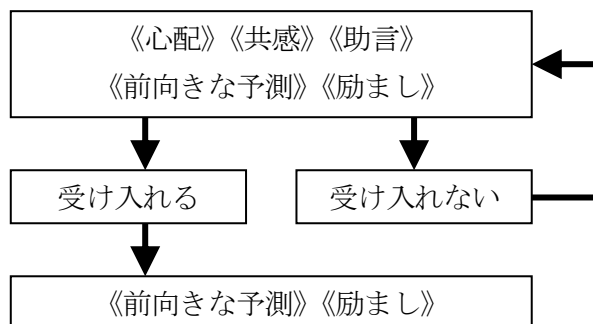 《心配》《共感》《助言》
《前向きな予測》《励まし》
受け入れる
受け入れない
《前向きな予測》《励まし》